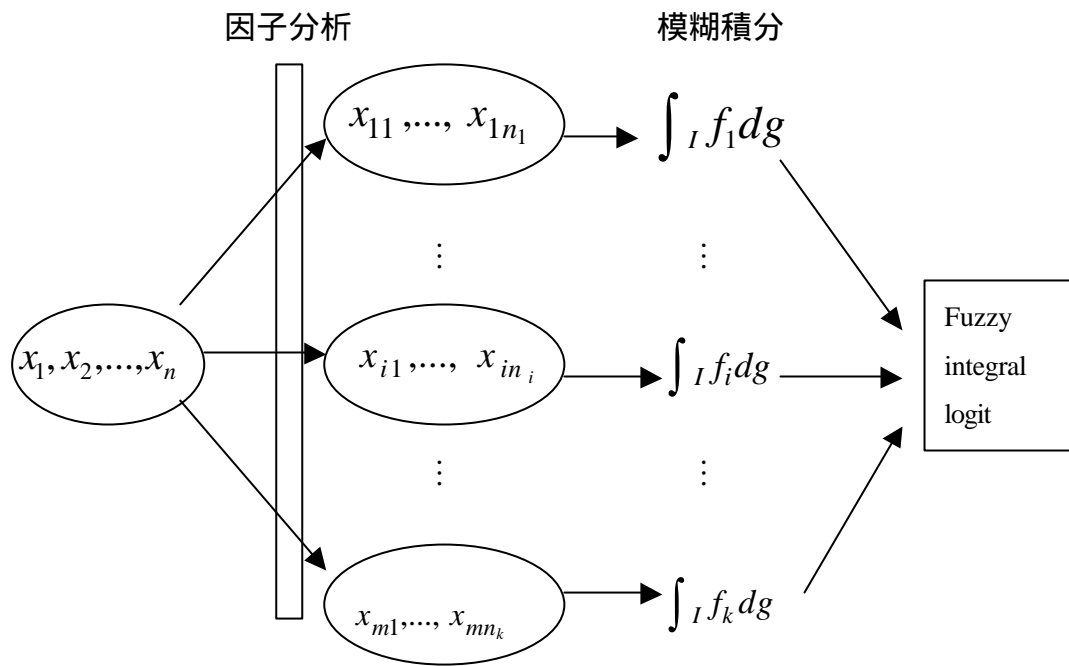 因子分析 模糊積分
x₁₁ ,..., x₁ₙ₁ ∫ I f₁dg
⋮ ⋮
x₁, x₂,..., xₙ xᵢ₁ ,..., xᵢₙᵢ ∫ I fᵢdg
Fuzzy
integral
logit
⋮ ⋮
xₘ₁,..., xₘₙₖ ∫ I fₖdg